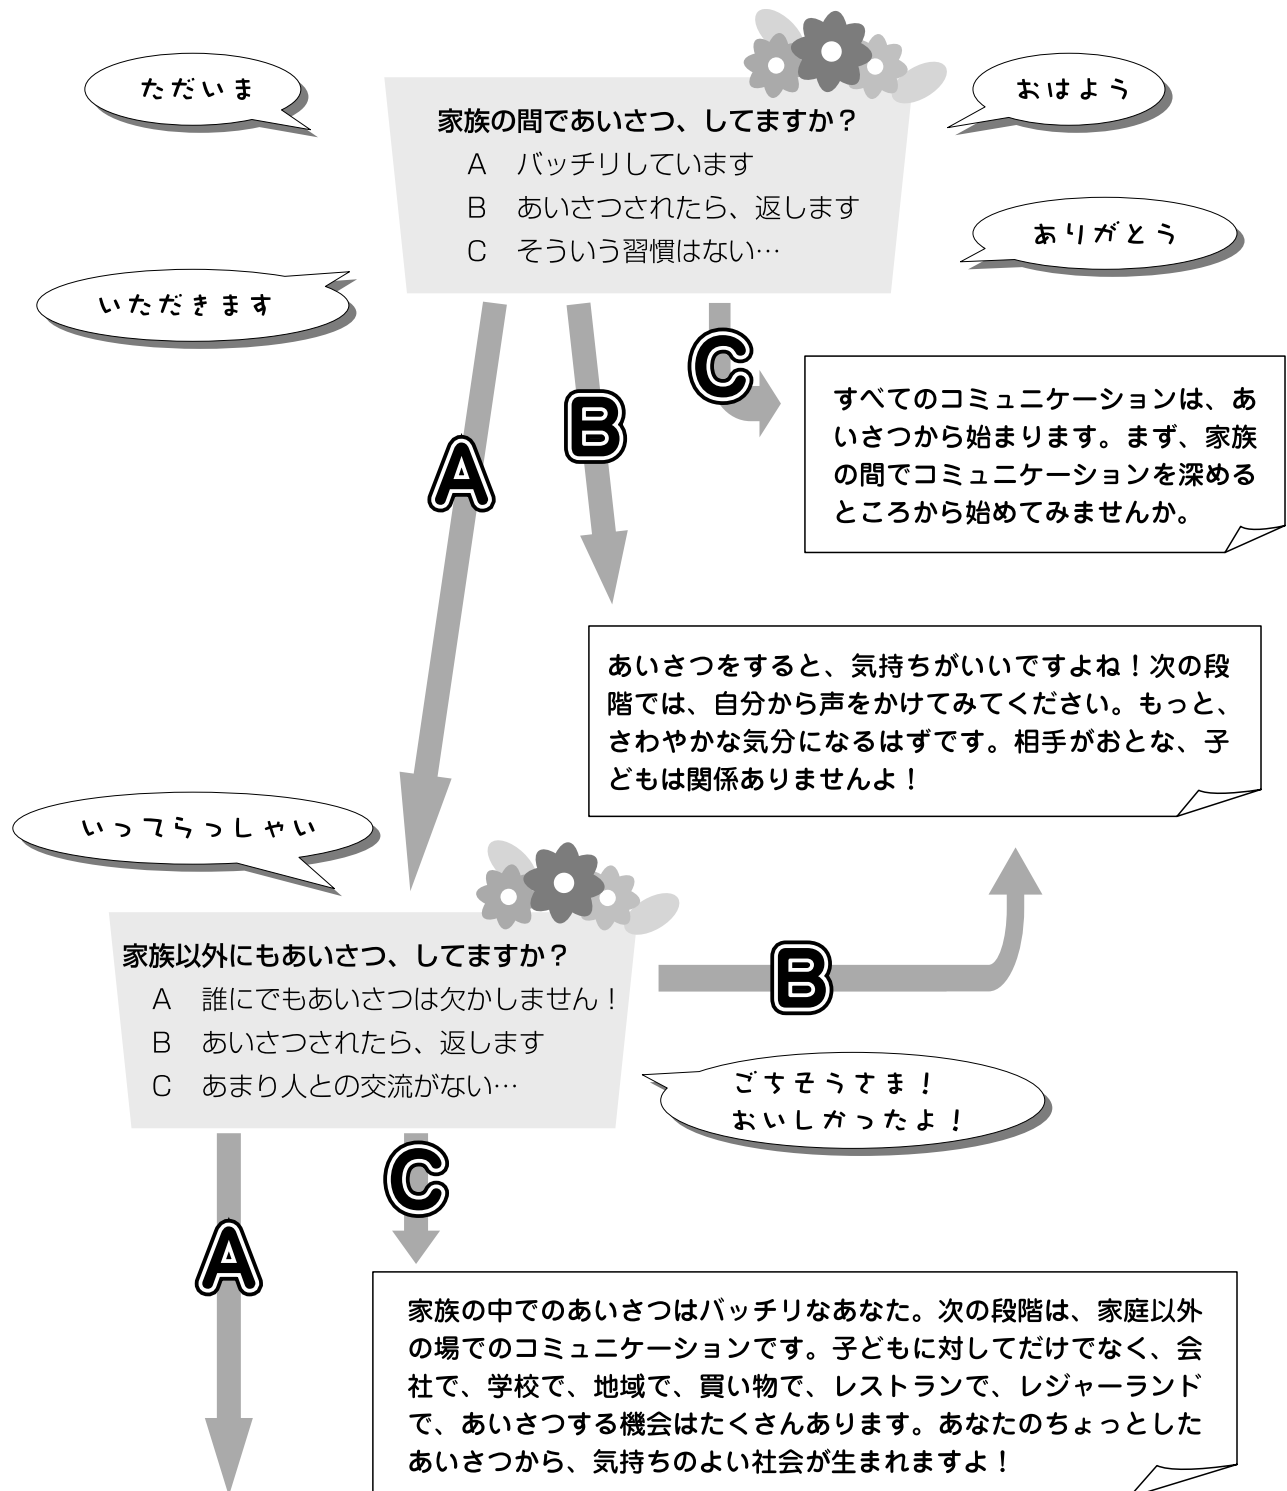 ただいま
おはよう
家族の間であいさつ、してますか？
A　バッチリしています
B　あいさつされたら、返します
C　そういう習慣はない…
ありがとう
いただきます
C
B
A
すべてのコミュニケーションは、あ
いさつから始まります。まず、家族
の間でコミュニケーションを深める
ところから始めてみませんか。
あいさつをすると、気持ちがいいですよね！次の段
階では、自分から声をかけてみてください。もっと、
さわやかな気分になるはずです。相手がおとな、子
どもは関係ありませんよ！
いってらっしゃい
家族以外にもあいさつ、してますか？
A　誰にでもあいさつは欠かしません！
B　あいさつされたら、返します
C　あまり人との交流がない…
B
ごちそうさま！
おいしかったよ！
C
A
家族の中でのあいさつはバッチリなあなた。次の段階は、家庭以外
の場でのコミュニケーションです。子どもに対してだけでなく、会
社で、学校で、地域で、買い物で、レストランで、レジャーランド
で、あいさつする機会はたくさんあります。あなたのちょっとした
あいさつから、気持ちのよい社会が生まれますよ！